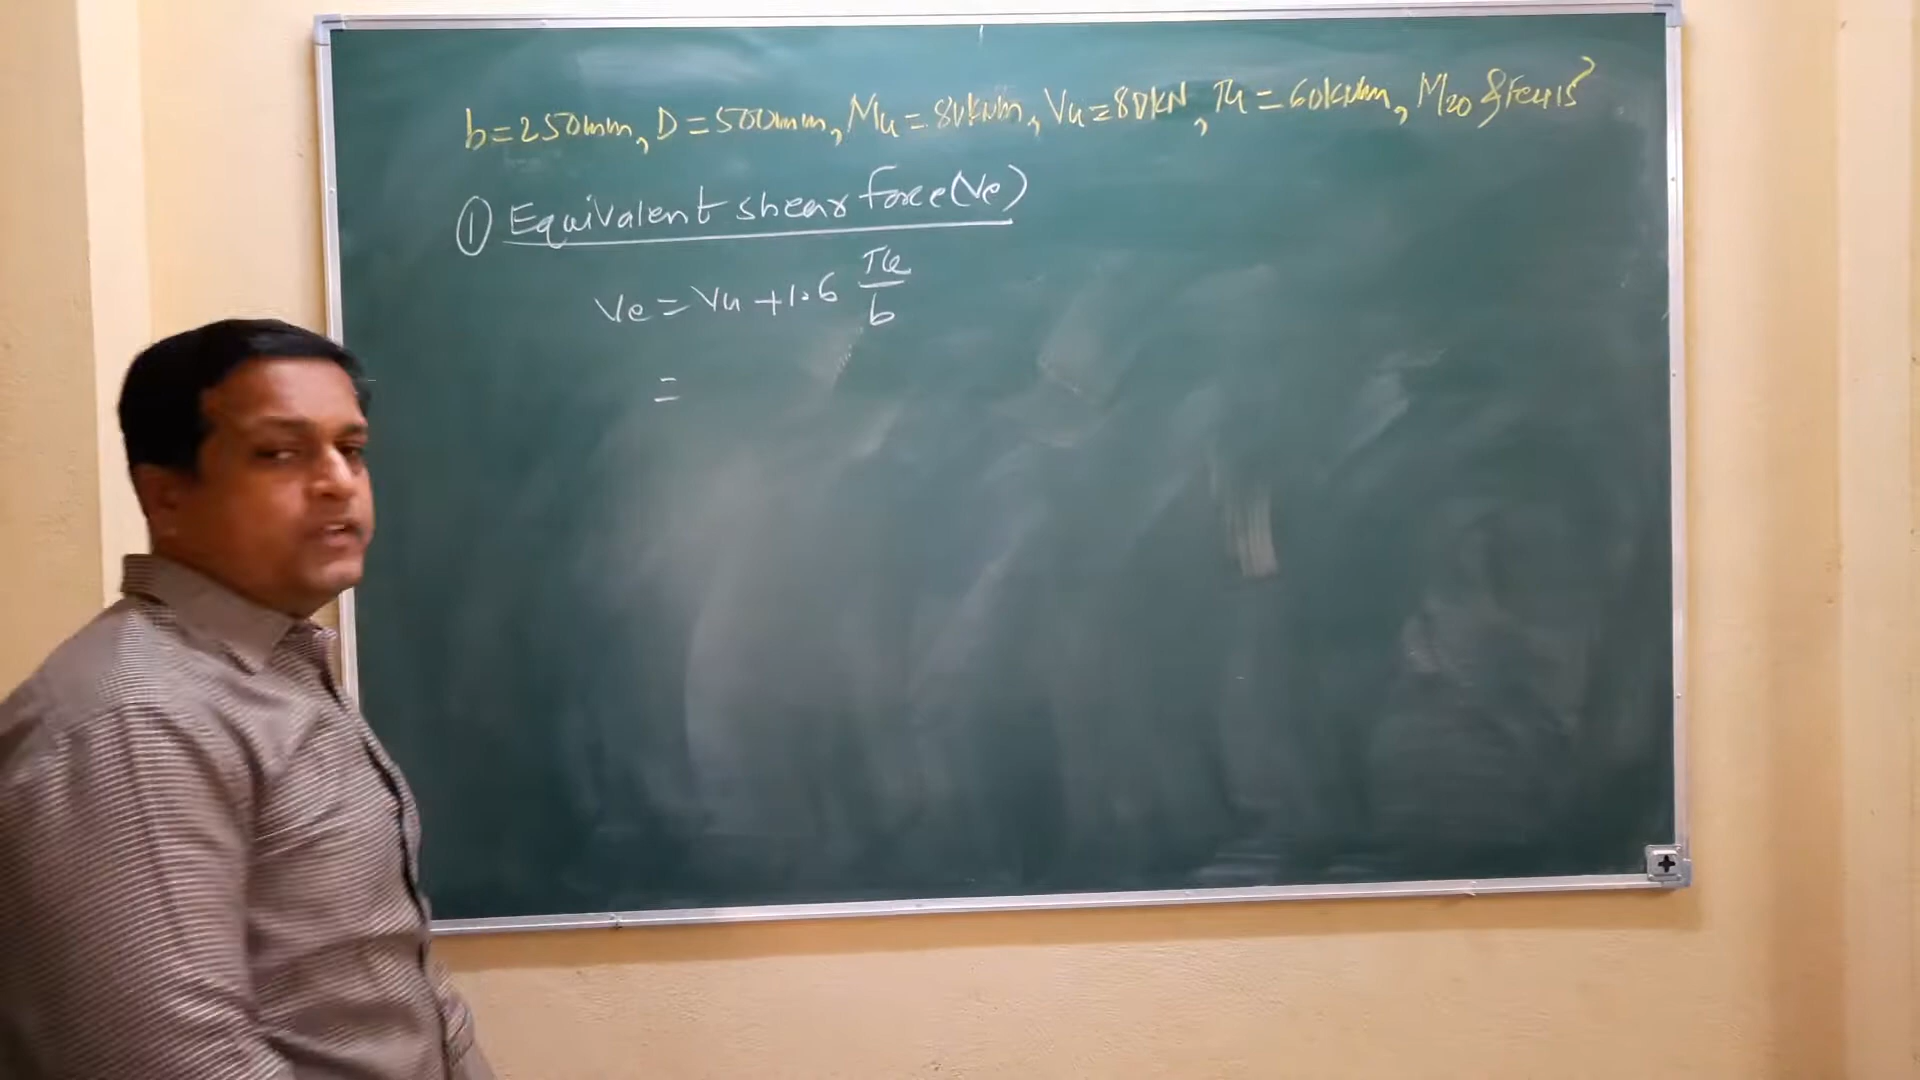 b=250mm, D=500mm, Mu=80kNm, Vu=80kN, Tu=60kNm, M20 & Fe415?
① Equivalent shear force (Ve)
Ve = Vu + 1.6 Tu/b
=